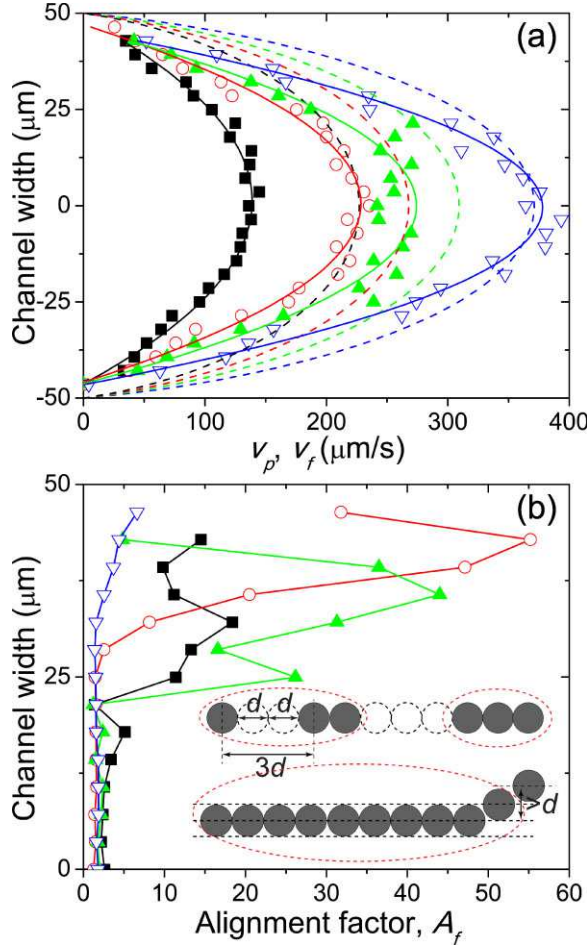 (a)
50
25
0
-25
-50
Channel width (μm)
0 100 200 300 400
v_p, v_f (μm/s)
(b)
50
25
0
Channel width (μm)
d d
3d
>d
0 10 20 30 40 50 60
Alignment factor, A_f